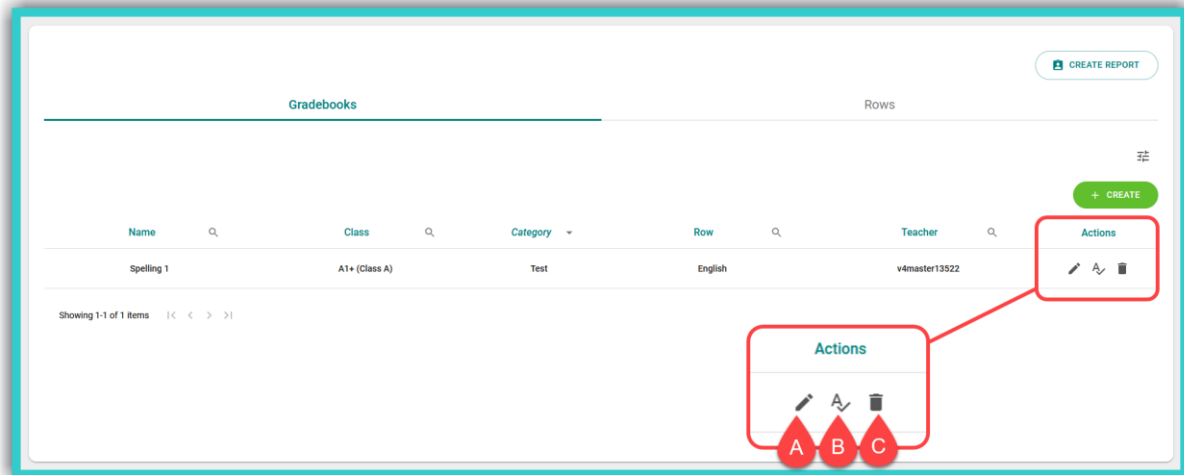 CREATE REPORT
Gradebooks Rows
+ CREATE
Name Class Category Row Teacher Actions
Spelling 1 A1+ (Class A) Test English v4master13522
Showing 1-1 of 1 items |< < > >|
Actions
A B C